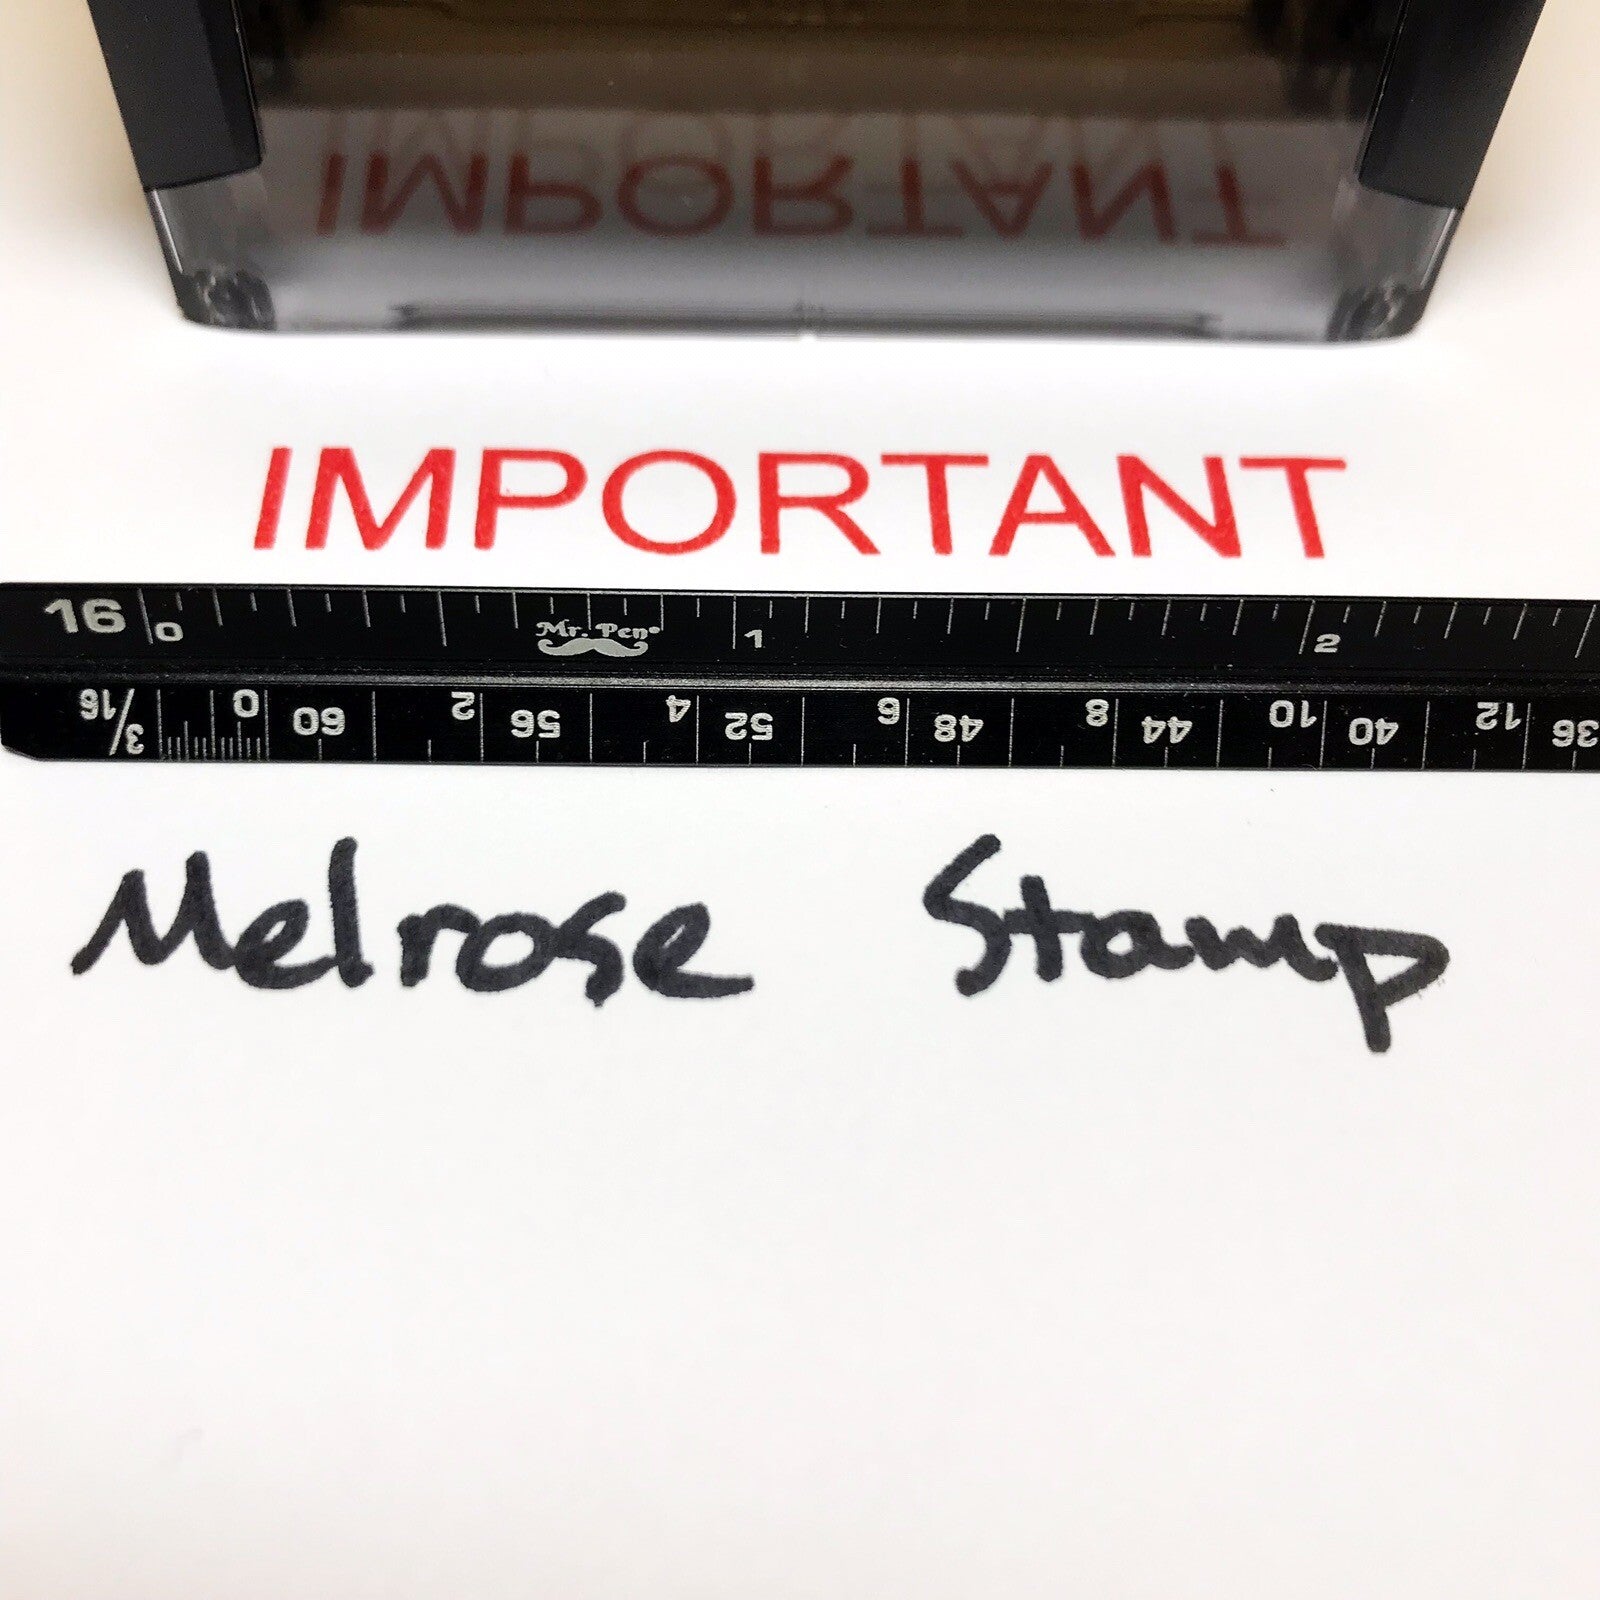 IMPORTANT
IMPORTANT
16 0 1 2
Mr. Pen®
3/16 0 60 2 56 4 52 6 48 8 44 10 40 12 36
Melrose Stamp